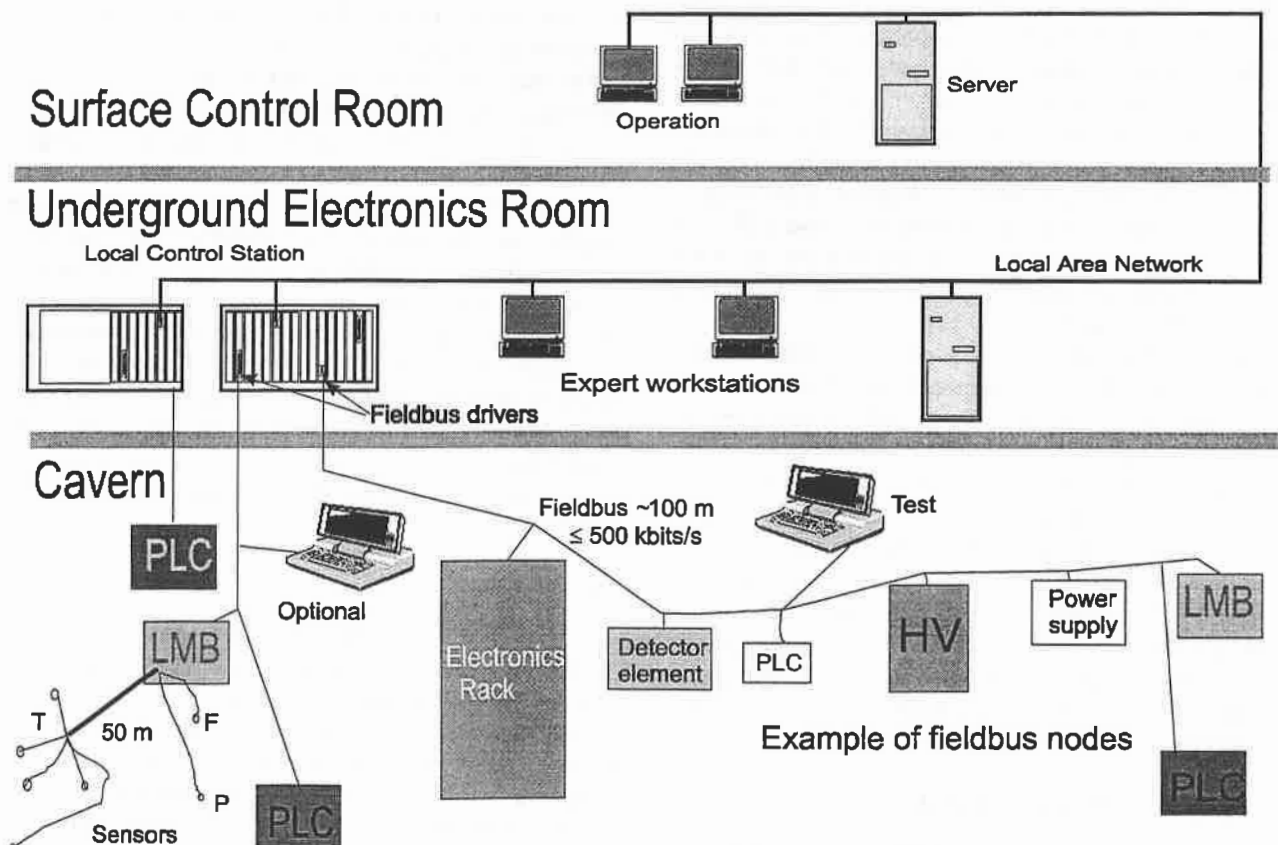 Surface Control Room
Operation
Server
Underground Electronics Room
Local Control Station
Local Area Network
Expert workstations
Fieldbus drivers
Cavern
Fieldbus ~100 m
≤ 500 kbits/s
Test
PLC
Optional
LMB
Electronics
Rack
Detector
element
PLC
HV
Power
supply
LMB
T
50 m
F
P
Sensors
PLC
Example of fieldbus nodes
PLC